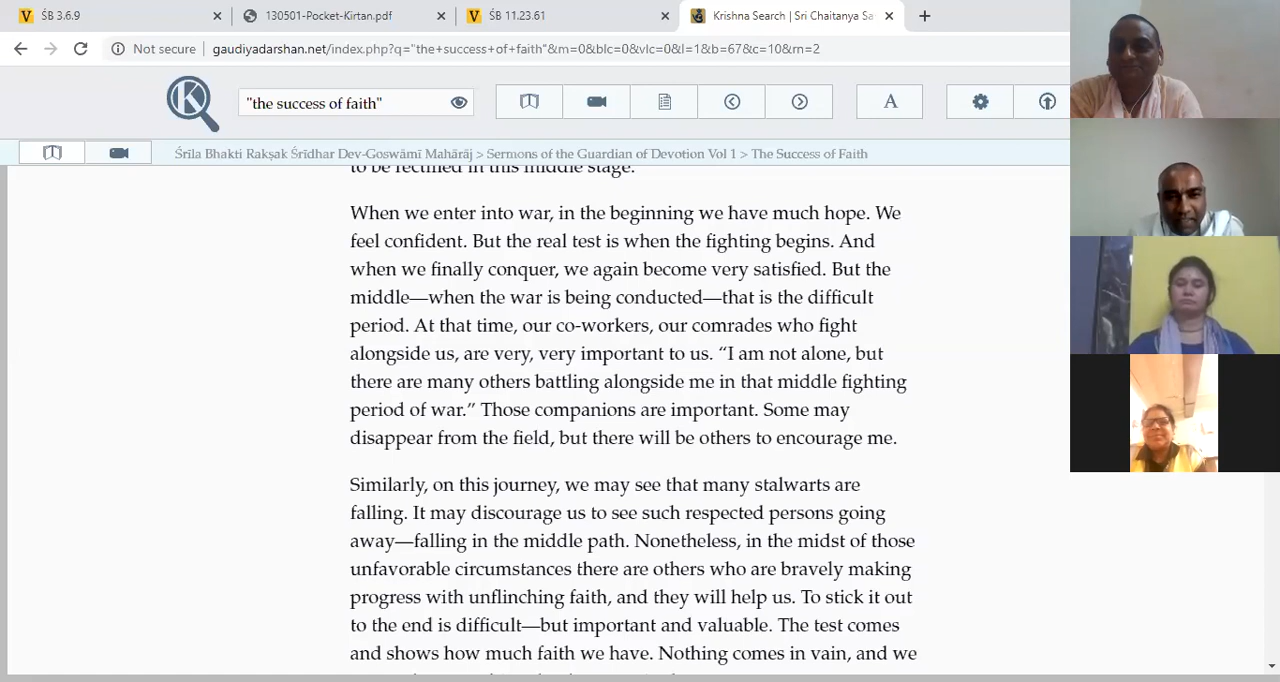 ŚB 3.6.9
130501-Pocket-Kirtan.pdf
ŚB 11.23.61
Krishna Search | Sri Chaitanya Sa
Not secure | gaudiyadarshan.net/index.php?q="the+success+of+faith"&m=0&blc=0&vlc=0&l=1&b=67&c=10&rn=2
"the success of faith"
A
Śrīla Bhakti Rakṣak Śrīdhar Dev-Goswāmī Mahārāj > Sermons of the Guardian of Devotion Vol 1 > The Success of Faith
to be rectified in this middle stage.
When we enter into war, in the beginning we have much hope. We
feel confident. But the real test is when the fighting begins. And
when we finally conquer, we again become very satisfied. But the
middle—when the war is being conducted—that is the difficult
period. At that time, our co-workers, our comrades who fight
alongside us, are very, very important to us. “I am not alone, but
there are many others battling alongside me in that middle fighting
period of war.” Those companions are important. Some may
disappear from the field, but there will be others to encourage me.
Similarly, on this journey, we may see that many stalwarts are
falling. It may discourage us to see such respected persons going
away—falling in the middle path. Nonetheless, in the midst of those
unfavorable circumstances there are others who are bravely making
progress with unflinching faith, and they will help us. To stick it out
to the end is difficult—but important and valuable. The test comes
and shows how much faith we have. Nothing comes in vain, and we